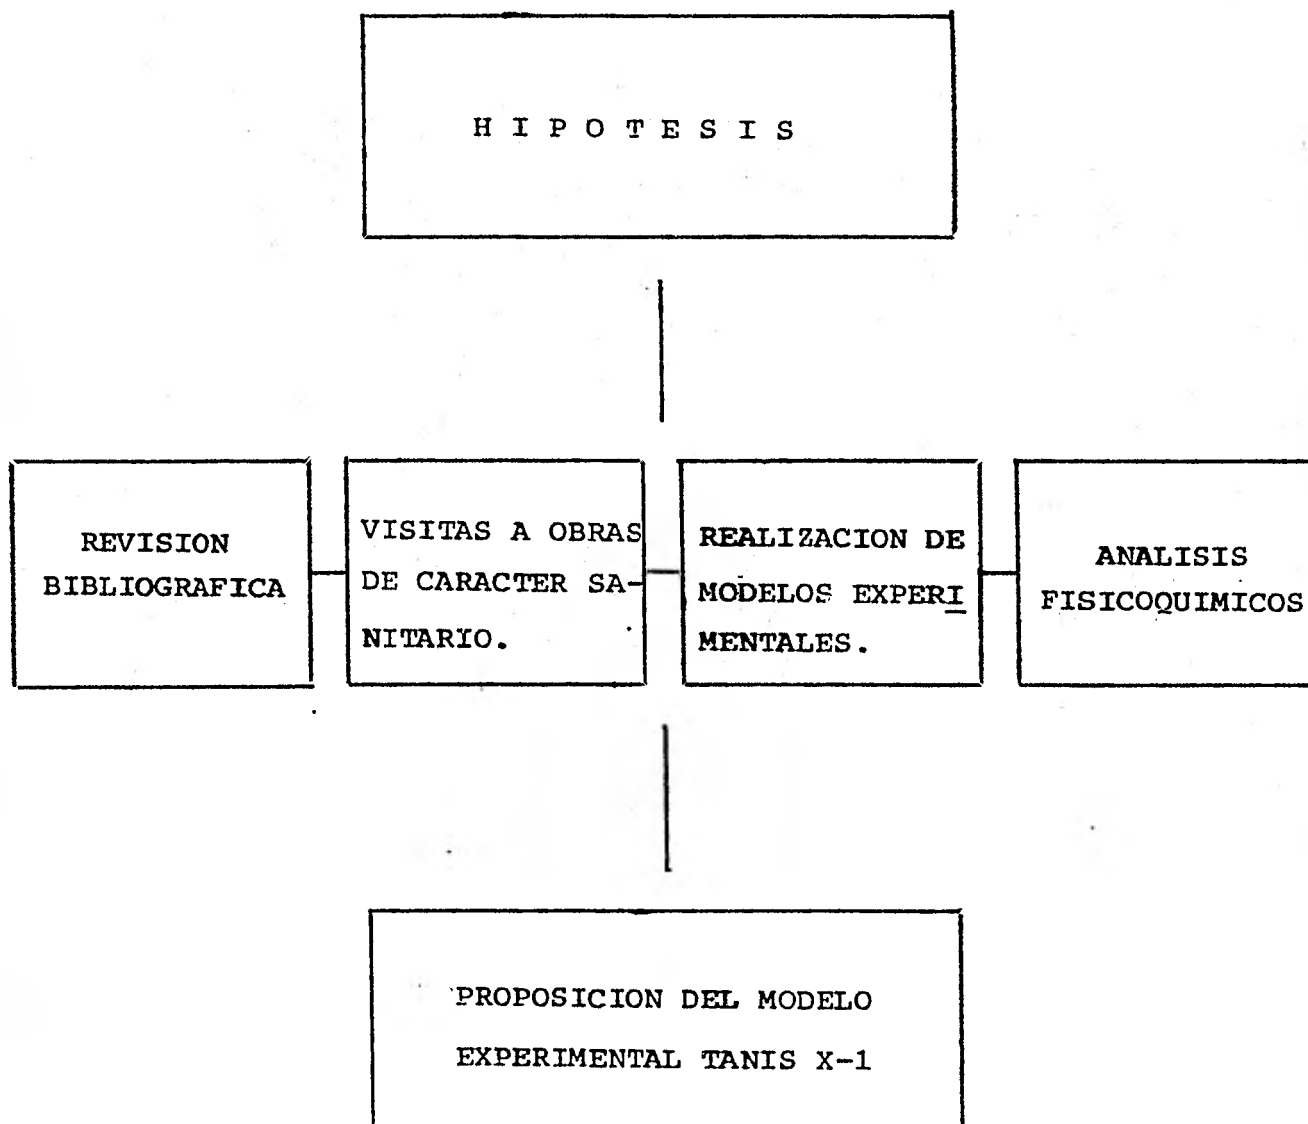 H I P O T E S I S
REVISION
BIBLIOGRAFICA
VISITAS A OBRAS
DE CARACTER SA-
NITARIO.
REALIZACION DE
MODELOS EXPERI
MENTALES.
ANALISIS
FISICOQUIMICOS
PROPOSICION DEL MODELO
EXPERIMENTAL TANIS X-1